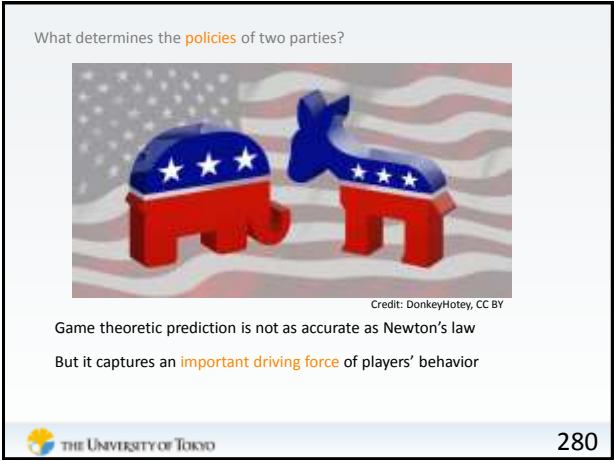 What determines the policies of two parties?
Credit: DonkeyHotey, CC BY
Game theoretic prediction is not as accurate as Newton's law
But it captures an important driving force of players' behavior
THE UNIVERSITY OF TOKYO
280